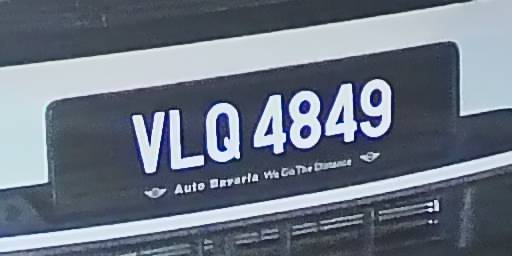 VLQ 4849
Auto Bavaria We Go The Distance